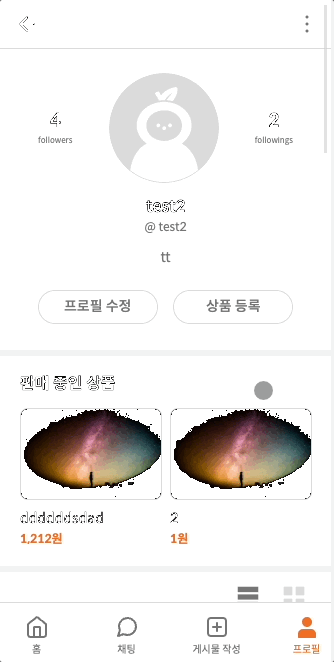 4
2
followers
followings
test2
@ test2
tt
프로필 수정
상품 등록
판매 중인 상품
ddddddsdad
2
1,212원
1원
홈
채팅
게시물 작성
프로필